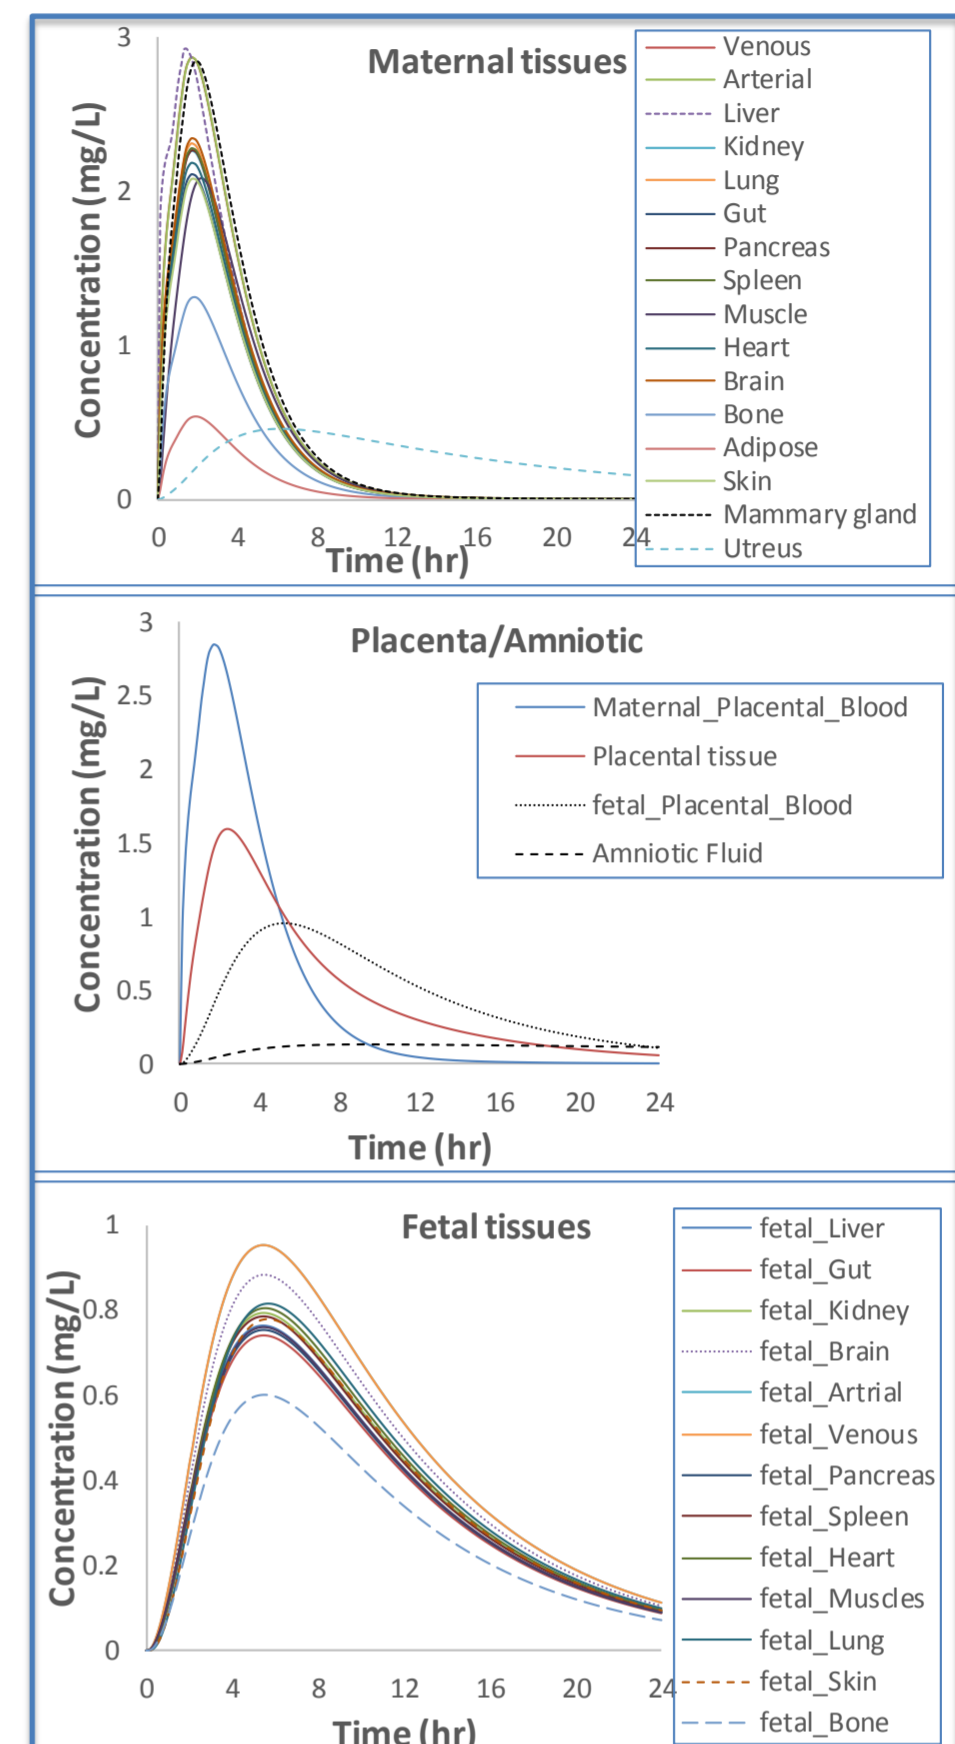 Maternal tissues
Concentration (mg/L)
3
2
1
0
0 4 8 12 16 20 24
Time (hr)
Venous
Arterial
Liver
Kidney
Lung
Gut
Pancreas
Spleen
Muscle
Heart
Brain
Bone
Adipose
Skin
Mammary gland
Utreus
Placenta/Amniotic
Concentration (mg/L)
3
2.5
2
1.5
1
0.5
0
0 4 8 12 16 20 24
Time (hr)
Maternal_Placental_Blood
Placental tissue
fetal_Placental_Blood
Amniotic Fluid
Fetal tissues
Concentration (mg/L)
1
0.8
0.6
0.4
0.2
0
0 4 8 12 16 20 24
Time (hr)
fetal_Liver
fetal_Gut
fetal_Kidney
fetal_Brain
fetal_Artrial
fetal_Venous
fetal_Pancreas
fetal_Spleen
fetal_Heart
fetal_Muscles
fetal_Lung
fetal_Skin
fetal_Bone